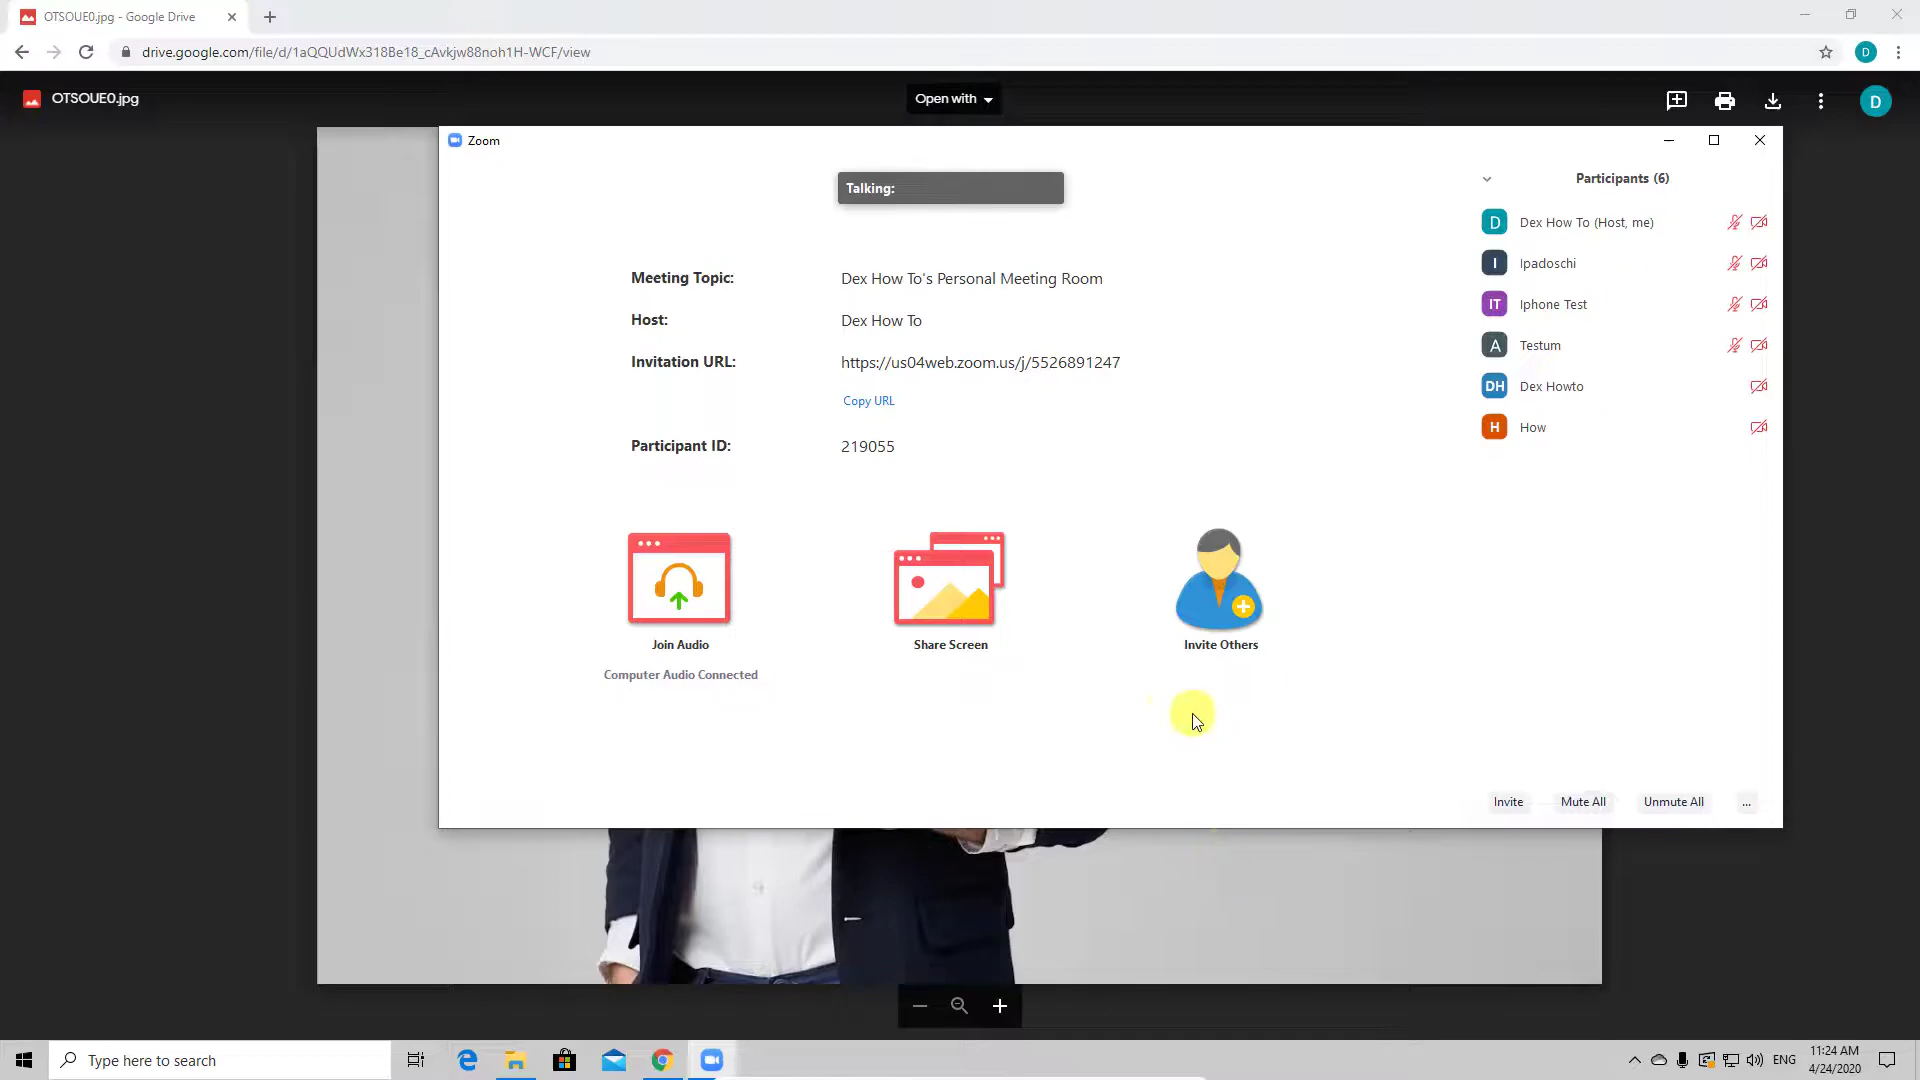 OTSOUE0.jpg - Google Drive
drive.google.com/file/d/1aQQUdWx318Be18_cAvkjw88noh1H-WCF/view
D
OTSOUE0.jpg
Open with
D
Zoom
Talking:
Participants (6)
D Dex How To (Host, me)
I Ipadoschi
IT Iphone Test
A Testum
DH Dex Howto
H How
Meeting Topic: Dex How To's Personal Meeting Room
Host: Dex How To
Invitation URL: https://us04web.zoom.us/j/5526891247
Copy URL
Participant ID: 219055
Join Audio
Share Screen
Invite Others
Computer Audio Connected
Invite Mute All Unmute All ...
Type here to search
ENG
11:24 AM
4/24/2020